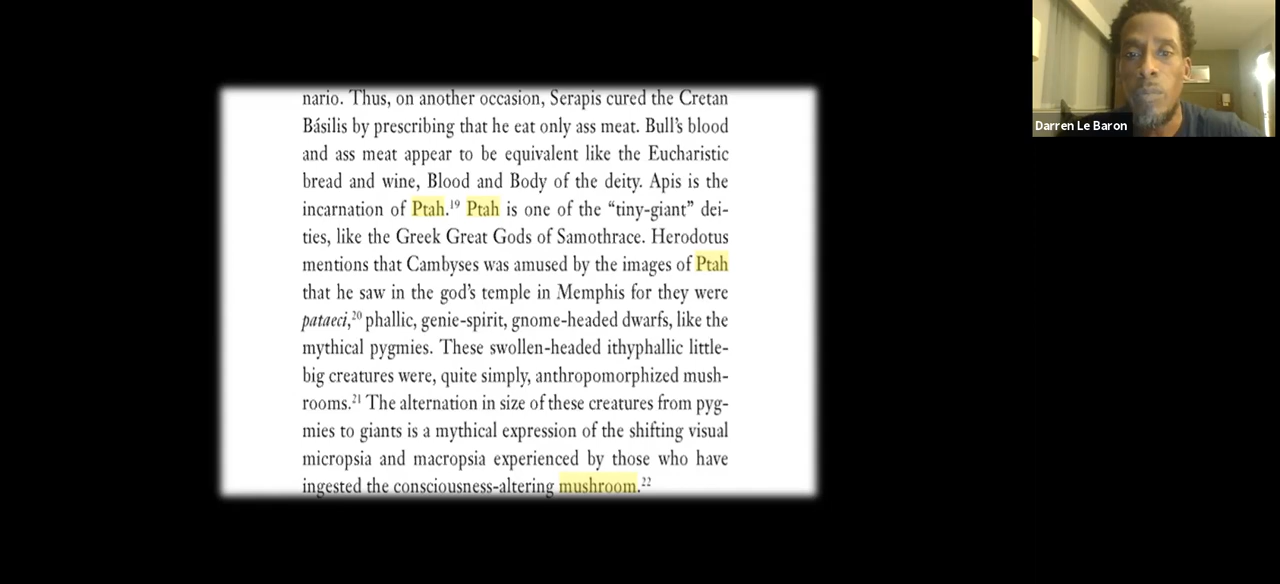 nario. Thus, on another occasion, Serapis cured the Cretan
Básilis by prescribing that he eat only ass meat. Bull's blood
and ass meat appear to be equivalent like the Eucharistic
bread and wine, Blood and Body of the deity. Apis is the
incarnation of Ptah.19 Ptah is one of the “tiny-giant” dei-
ties, like the Greek Great Gods of Samothrace. Herodotus
mentions that Cambyses was amused by the images of Ptah
that he saw in the god's temple in Memphis for they were
pataeci,20 phallic, genie-spirit, gnome-headed dwarfs, like the
mythical pygmies. These swollen-headed ithyphallic little-
big creatures were, quite simply, anthropomorphized mush-
rooms.21 The alternation in size of these creatures from pyg-
mies to giants is a mythical expression of the shifting visual
micropsia and macropsia experienced by those who have
ingested the consciousness-altering mushroom.22
Darren Le Baron